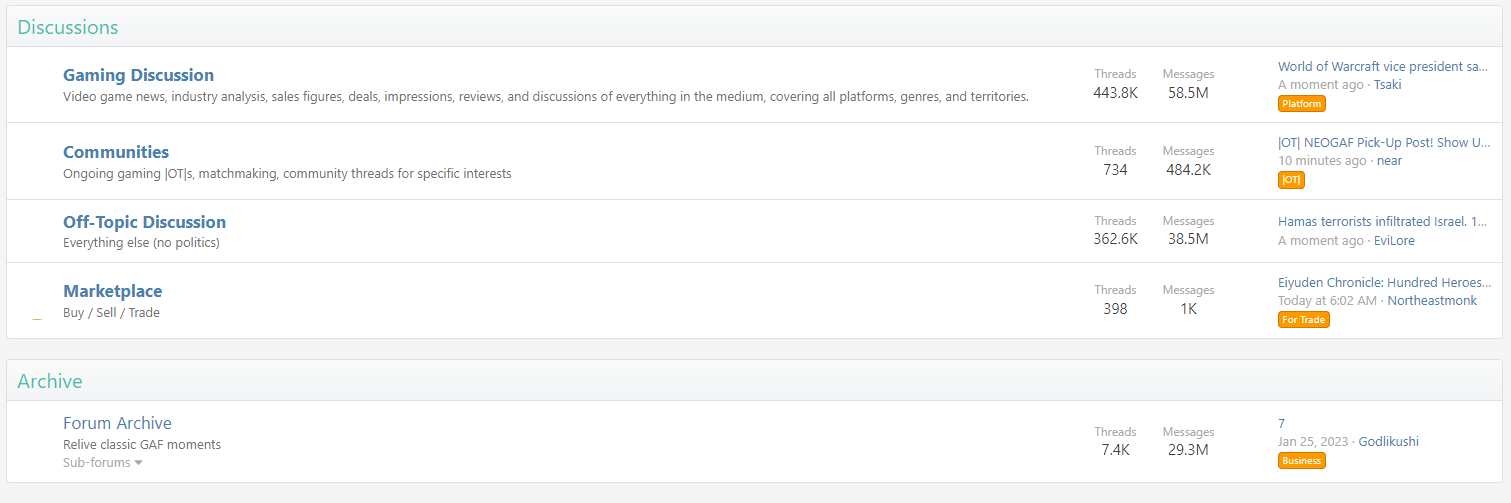 Discussions
Gaming Discussion
Video game news, industry analysis, sales figures, deals, impressions, reviews, and discussions of everything in the medium, covering all platforms, genres, and territories.
Threads
443.8K
Messages
58.5M
World of Warcraft vice president sa...
A moment ago · Tsaki
Platform
Communities
Ongoing gaming |OT|s, matchmaking, community threads for specific interests
Threads
734
Messages
484.2K
|OT| NEOGAF Pick-Up Post! Show U...
10 minutes ago · near
|OT|
Off-Topic Discussion
Everything else (no politics)
Threads
362.6K
Messages
38.5M
Hamas terrorists infiltrated Israel. 1...
A moment ago · EviLore
Marketplace
Buy / Sell / Trade
Threads
398
Messages
1K
Eiyuden Chronicle: Hundred Heroes...
Today at 6:02 AM · Northeastmonk
For Trade
Archive
Forum Archive
Relive classic GAF moments
Sub-forums
Threads
7.4K
Messages
29.3M
7
Jan 25, 2023 · Godlikushi
Business